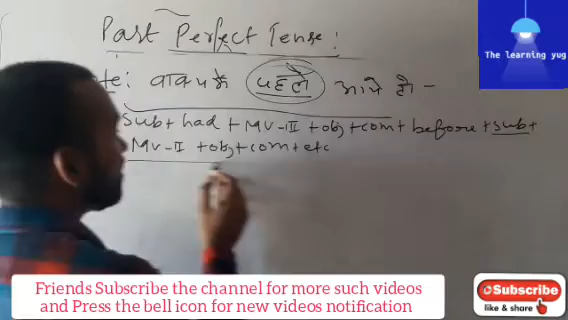 Past Perfect Tense:
te: वाक्य में पहले आये हो -
Sub + had + MV-III + obj + com + before + sub +
MV-II + obj + com + etc
The learning yug
Friends Subscribe the channel for more such videos
and Press the bell icon for new videos notification
Subscribe
like & share